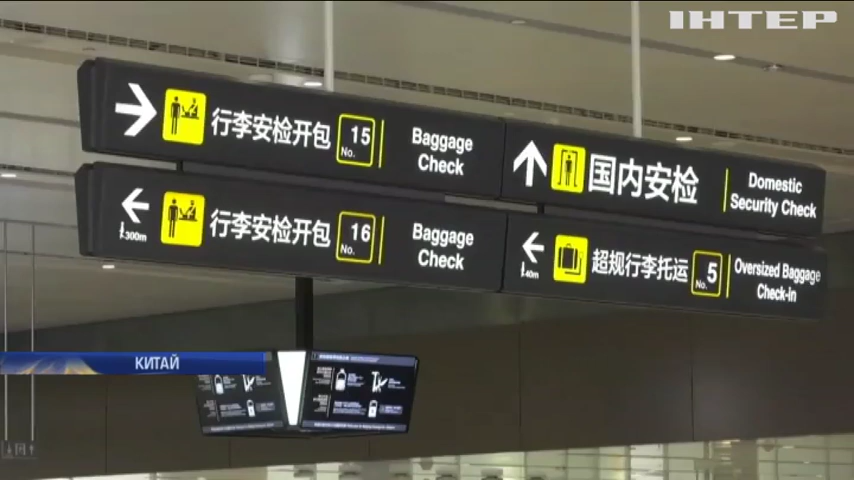 ІНТЕР
行李安检开包
15
No.
Baggage
Check
国内安检
Domestic
Security Check
300m
行李安检开包
16
No.
Baggage
Check
40m
超规行李托运
5
No.
Oversized Baggage
Check-in
КИТАЙ